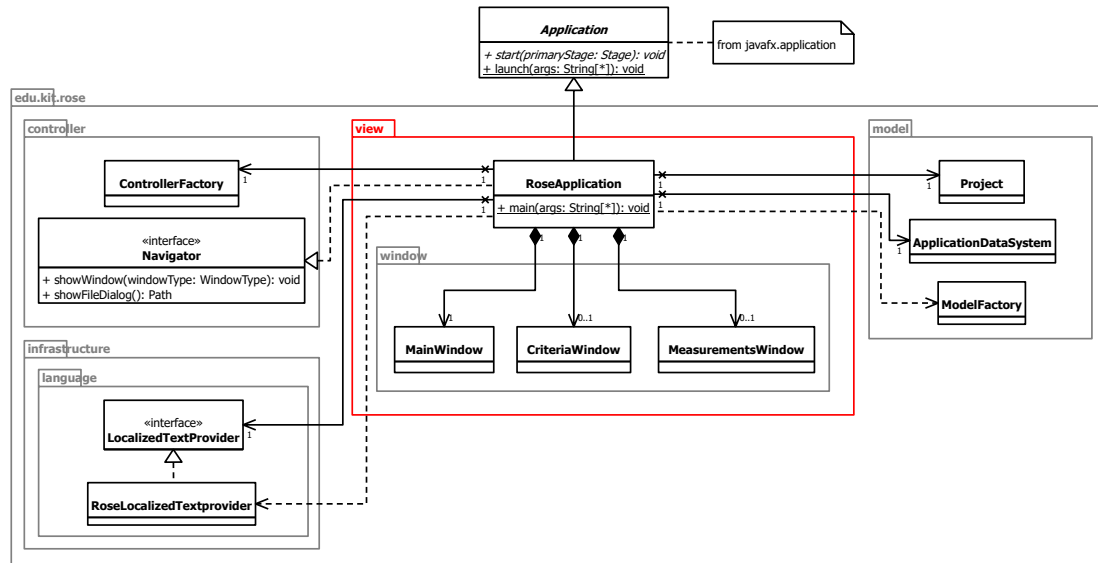 Application
+ start(primaryStage: Stage): void
+ launch(args: String[*]): void
from javafx.application
edu.kit.rose
controller
ControllerFactory
1
«interface»
Navigator
+ showWindow(windowType: WindowType): void
+ showFileDialog(): Path
view
RoseApplication
+ main(args: String[*]): void
1
1
1
1
1
1
1
window
1
MainWindow
0..1
CriteriaWindow
0..1
MeasurementsWindow
model
1
Project
1
ApplicationDataSystem
ModelFactory
infrastructure
language
«interface»
LocalizedTextProvider
1
RoseLocalizedTextprovider